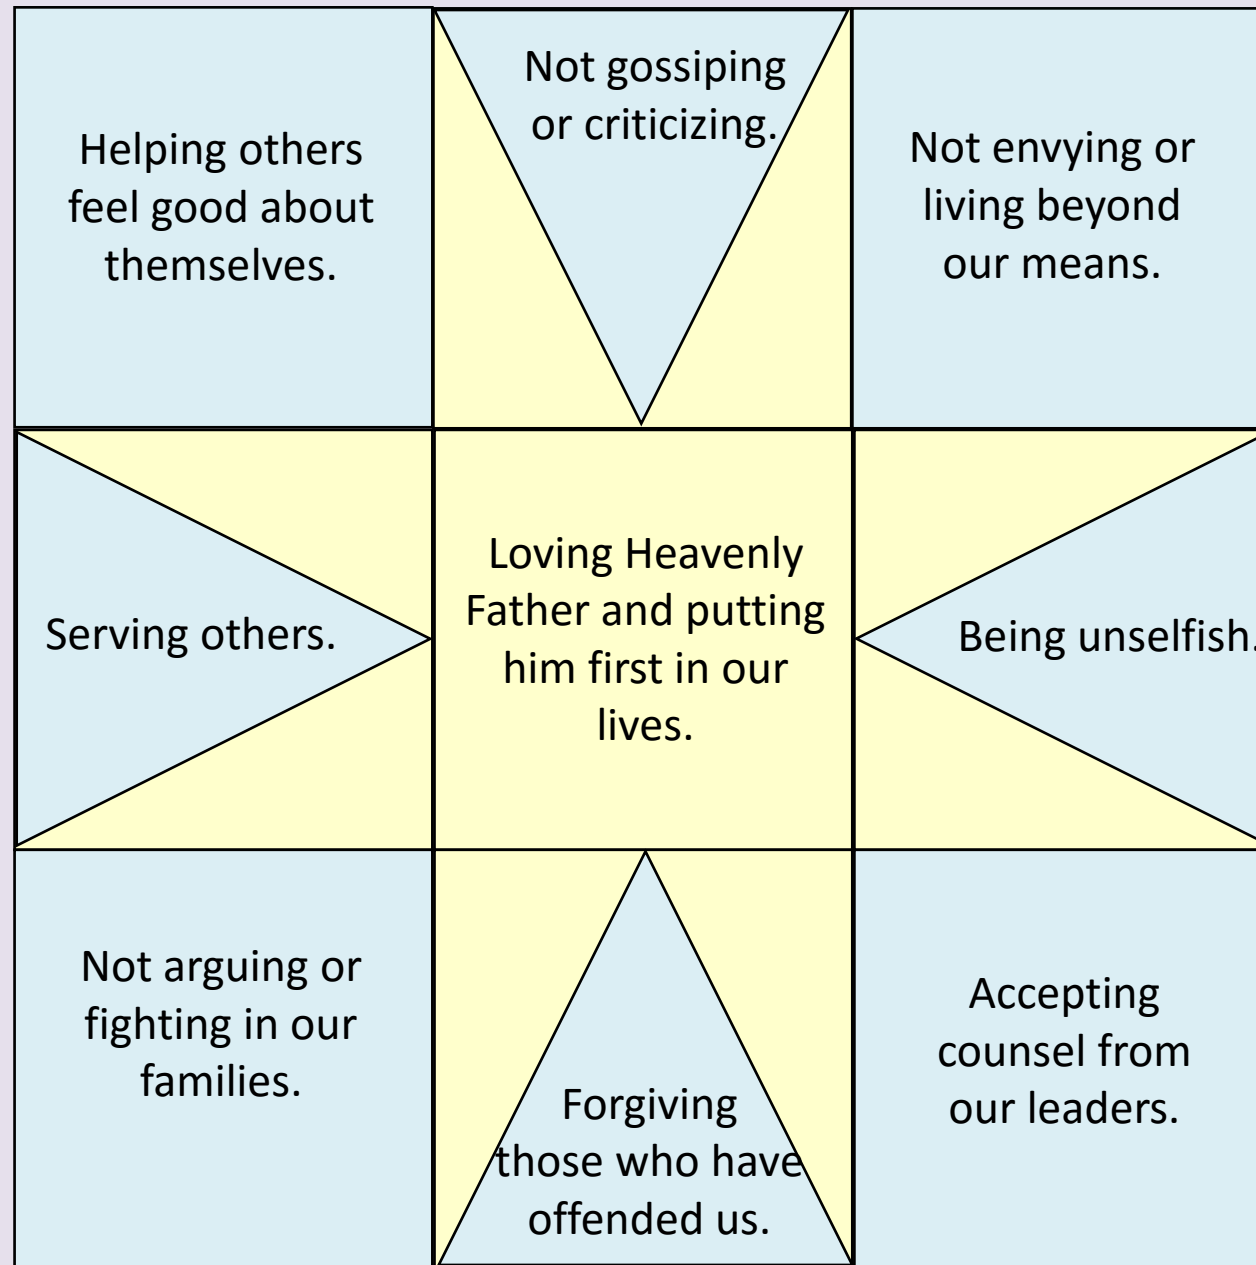 Helping others
feel good about
themselves.
Not gossiping
or criticizing.
Not envying or
living beyond
our means.
Serving others.
Loving Heavenly
Father and putting
him first in our
lives.
Being unselfish.
Not arguing or
fighting in our
families.
Forgiving
those who have
offended us.
Accepting
counsel from
our leaders.